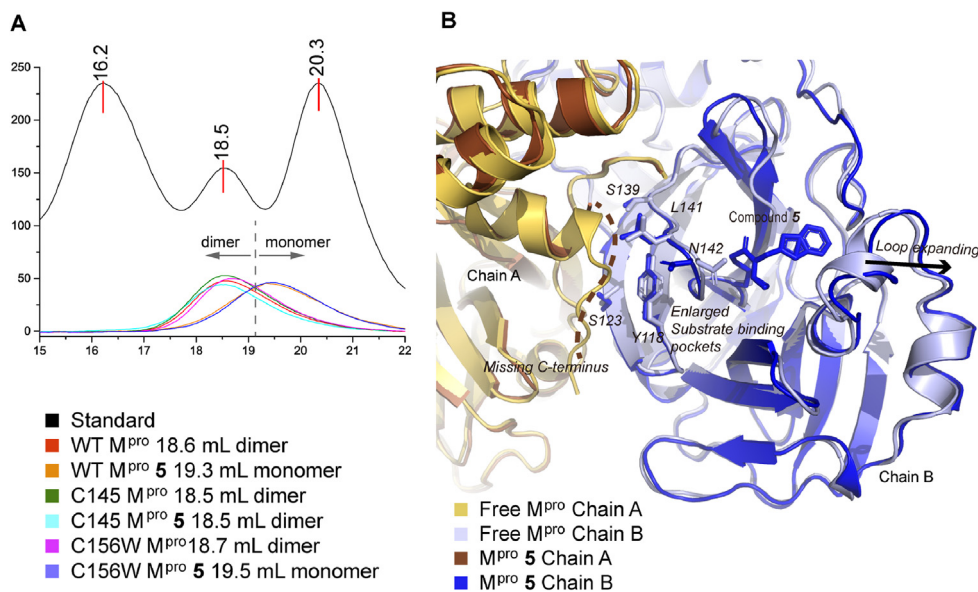 A
16.2
18.5
20.3
250
200
150
100
50
0
dimer
monomer
15
16
17
18
19
20
21
22
Standard
WT Mpro 18.6 mL dimer
WT Mpro 5 19.3 mL monomer
C145 Mpro 18.5 mL dimer
C145 Mpro 5 18.5 mL dimer
C156W Mpro 18.7 mL dimer
C156W Mpro 5 19.5 mL monomer
B
S139
L141
Compound 5
N142
Loop expanding
Chain A
S123
Enlarged
Substrate binding
pockets
Y118
Missing C-terminus
Chain B
Free Mpro Chain A
Free Mpro Chain B
Mpro 5 Chain A
Mpro 5 Chain B